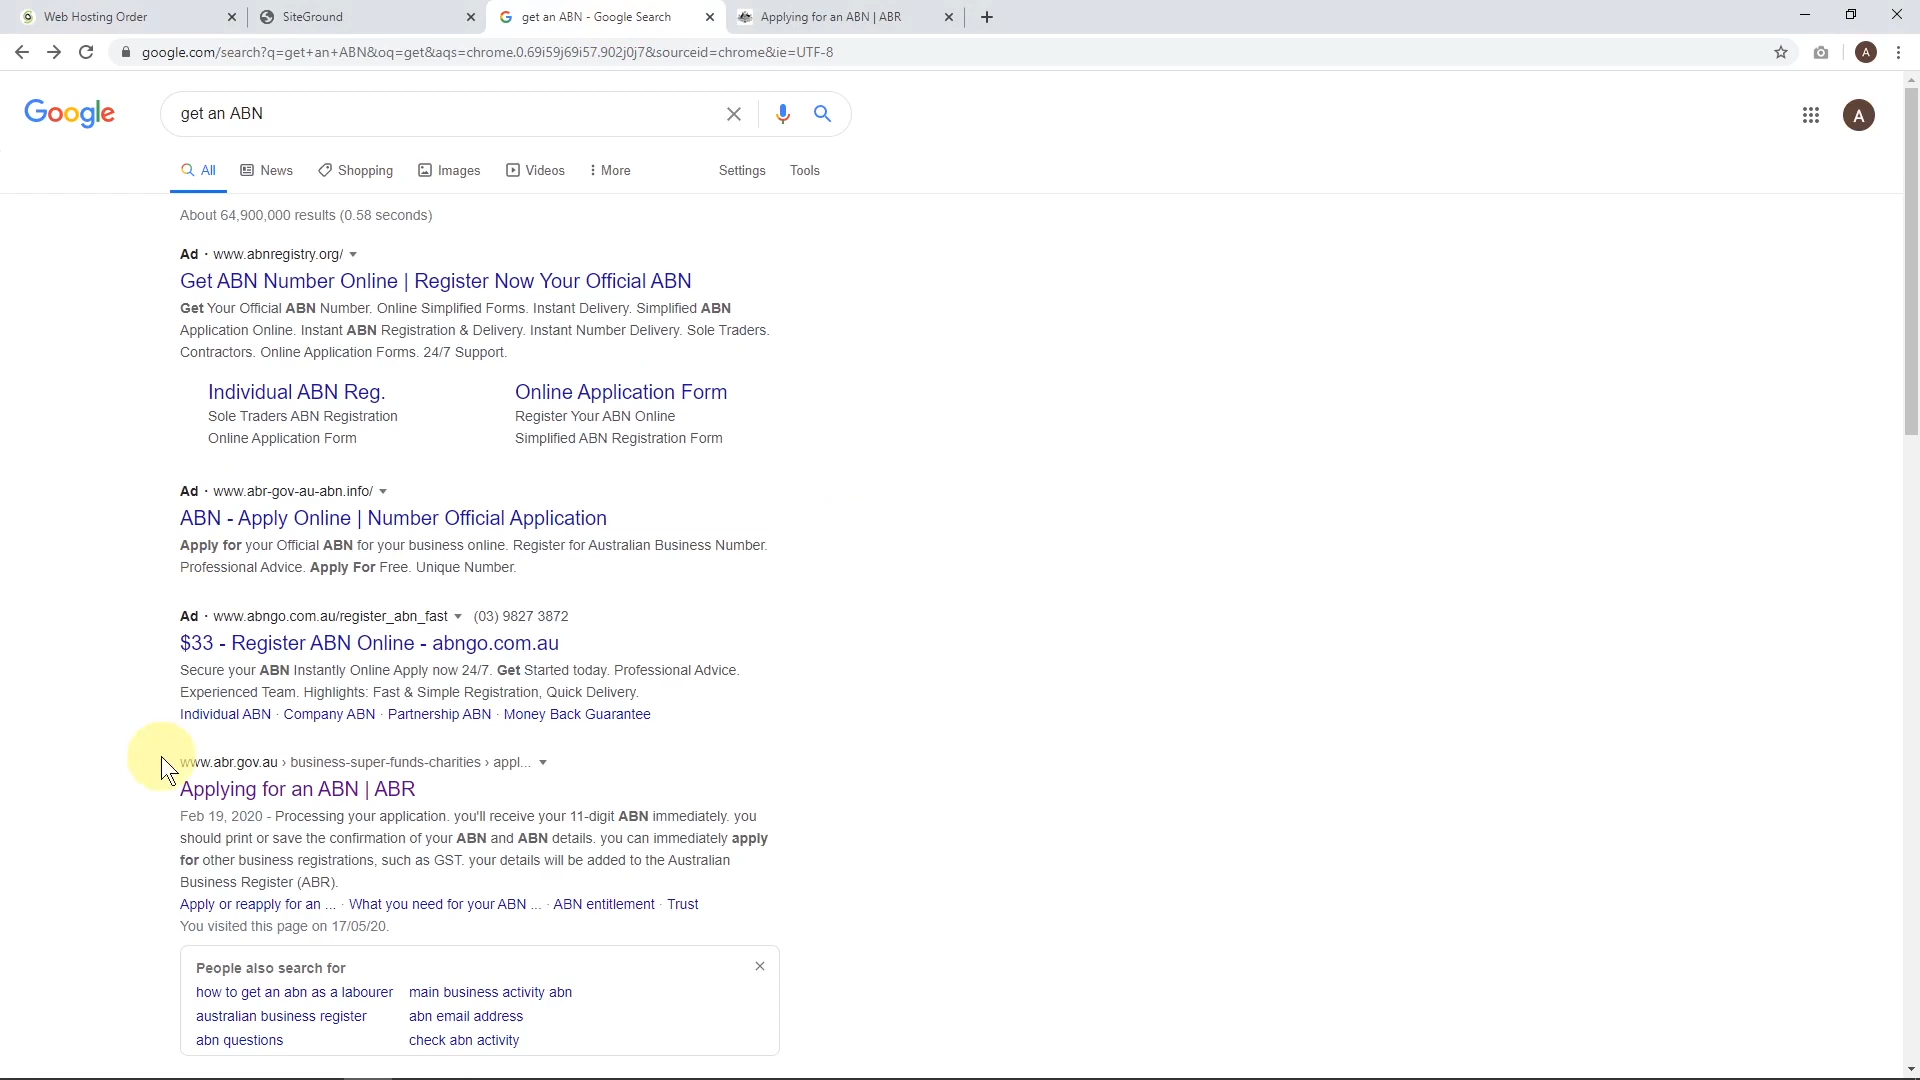 Web Hosting Order
SiteGround
get an ABN - Google Search
Applying for an ABN | ABR
google.com/search?q=get+an+ABN&oq=get&aqs=chrome.0.69i59j69i57.902j0j7&sourceid=chrome&ie=UTF-8
A
Google
get an ABN
A
All
News
Shopping
Images
Videos
More
Settings
Tools
About 64,900,000 results (0.58 seconds)
Ad · www.abnregistry.org/
Get ABN Number Online | Register Now Your Official ABN
Get Your Official ABN Number. Online Simplified Forms. Instant Delivery. Simplified ABN
Application Online. Instant ABN Registration & Delivery. Instant Number Delivery. Sole Traders.
Contractors. Online Application Forms. 24/7 Support.
Individual ABN Reg.
Sole Traders ABN Registration
Online Application Form
Online Application Form
Register Your ABN Online
Simplified ABN Registration Form
Ad · www.abr-gov-au-abn.info/
ABN - Apply Online | Number Official Application
Apply for your Official ABN for your business online. Register for Australian Business Number.
Professional Advice. Apply For Free. Unique Number.
Ad · www.abngo.com.au/register_abn_fast (03) 9827 3872
$33 - Register ABN Online - abngo.com.au
Secure your ABN Instantly Online Apply now 24/7. Get Started today. Professional Advice.
Experienced Team. Highlights: Fast & Simple Registration, Quick Delivery.
Individual ABN · Company ABN · Partnership ABN · Money Back Guarantee
www.abr.gov.au › business-super-funds-charities › appl...
Applying for an ABN | ABR
Feb 19, 2020 - Processing your application. you'll receive your 11-digit ABN immediately. you
should print or save the confirmation of your ABN and ABN details. you can immediately apply
for other business registrations, such as GST. your details will be added to the Australian
Business Register (ABR).
Apply or reapply for an ... · What you need for your ABN ... · ABN entitlement · Trust
You visited this page on 17/05/20.
People also search for
how to get an abn as a labourer
main business activity abn
australian business register
abn email address
abn questions
check abn activity